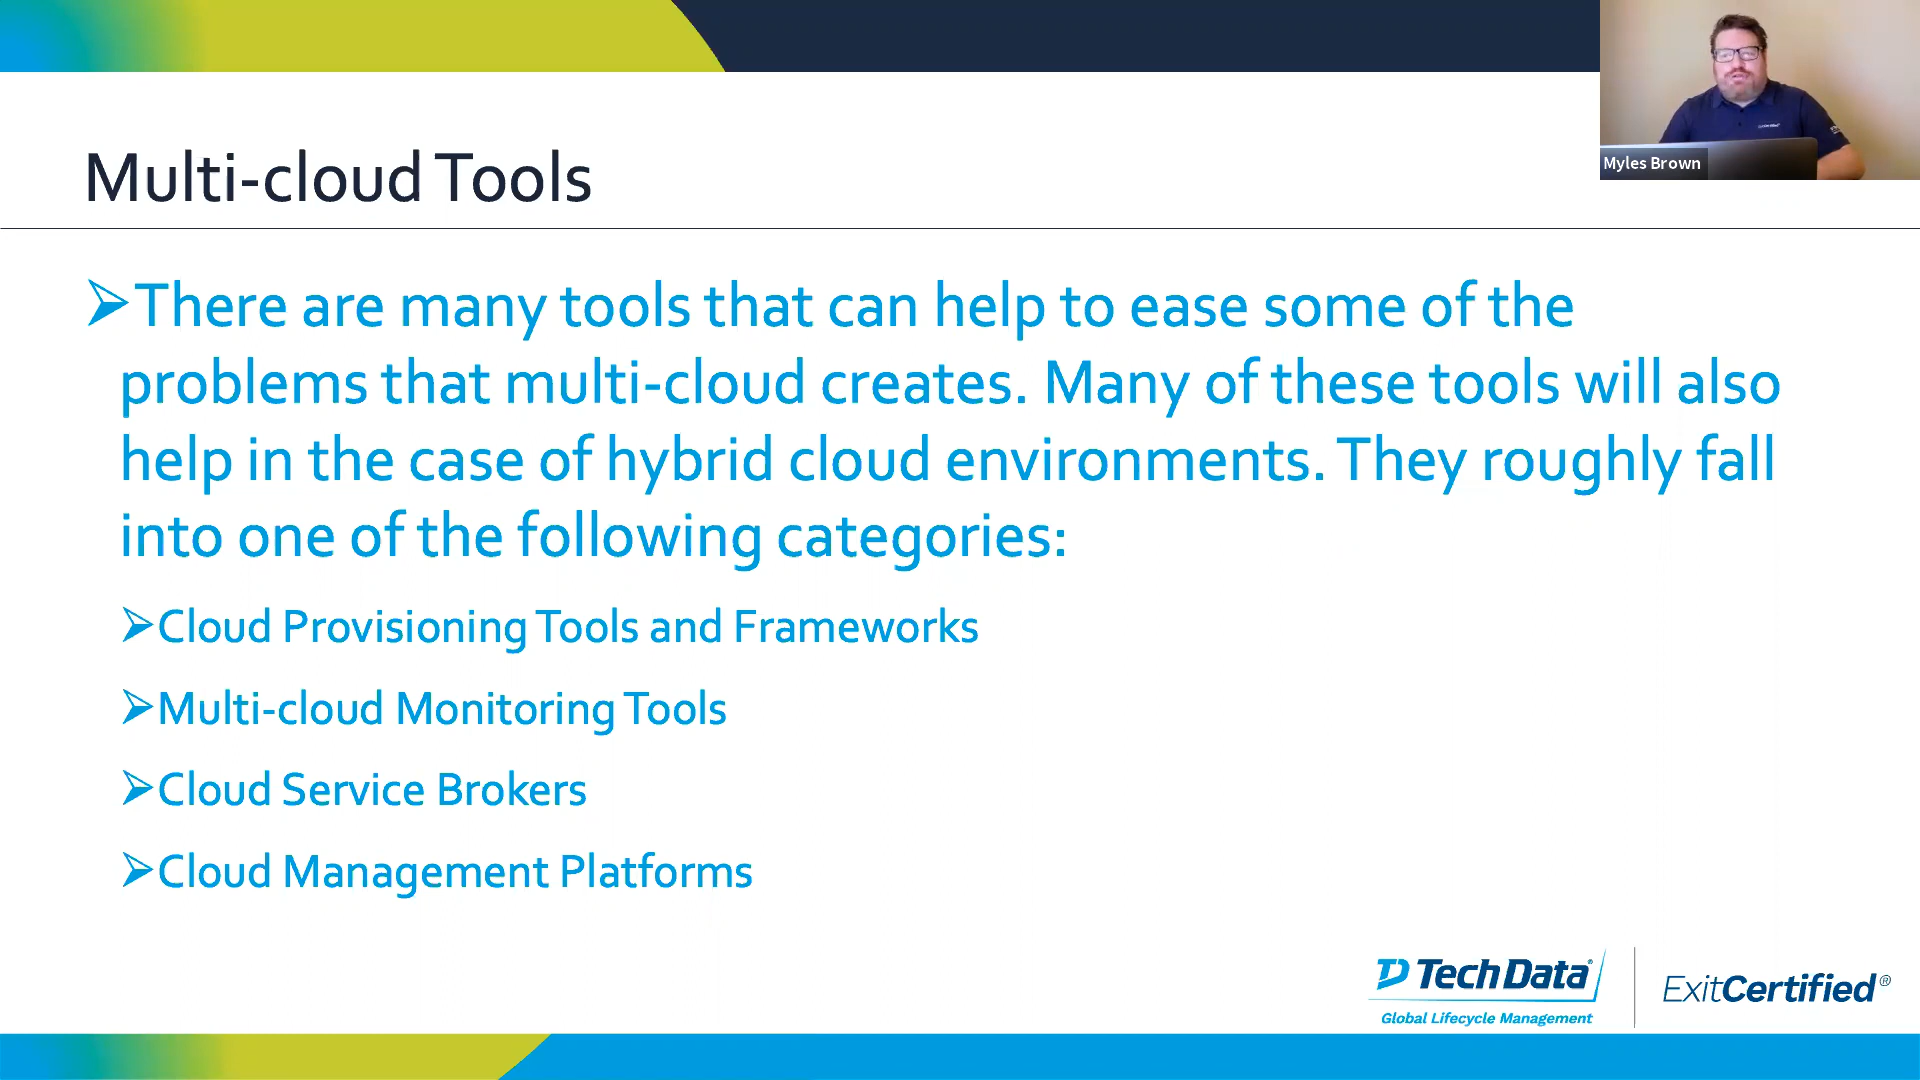 Myles Brown
Multi-cloud Tools
➢There are many tools that can help to ease some of the
problems that multi-cloud creates. Many of these tools will also
help in the case of hybrid cloud environments. They roughly fall
into one of the following categories:
➢Cloud Provisioning Tools and Frameworks
➢Multi-cloud Monitoring Tools
➢Cloud Service Brokers
➢Cloud Management Platforms
Tech Data®
Global Lifecycle Management
ExitCertified®